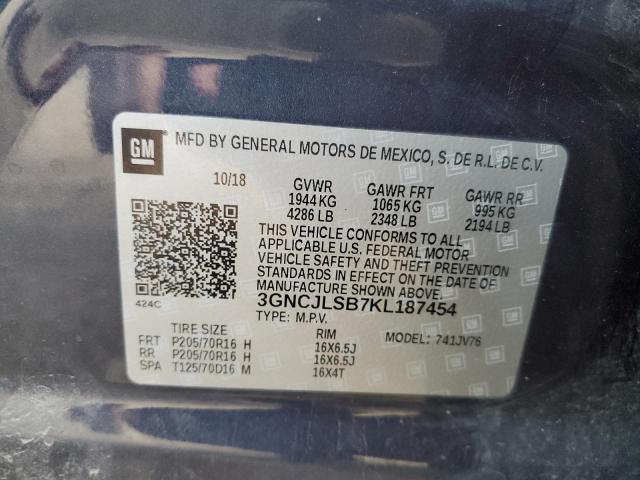 GM MFD BY GENERAL MOTORS DE MEXICO, S. DE R.L. DE C.V.
10/18 GVWR GAWR FRT GAWR RR
1944 KG 1065 KG 995 KG
4286 LB 2348 LB 2194 LB
THIS VEHICLE CONFORMS TO ALL
APPLICABLE U.S. FEDERAL MOTOR
VEHICLE SAFETY AND THEFT PREVENTION
STANDARDS IN EFFECT ON THE DATE
OF MANUFACTURE SHOWN ABOVE.
424C 3GNCJLSB7KL187454
TYPE: M.P.V.
TIRE SIZE RIM MODEL: 741JV76
FRT P205/70R16 H 16X6.5J
RR P205/70R16 H 16X6.5J
SPA T125/70D16 M 16X4T